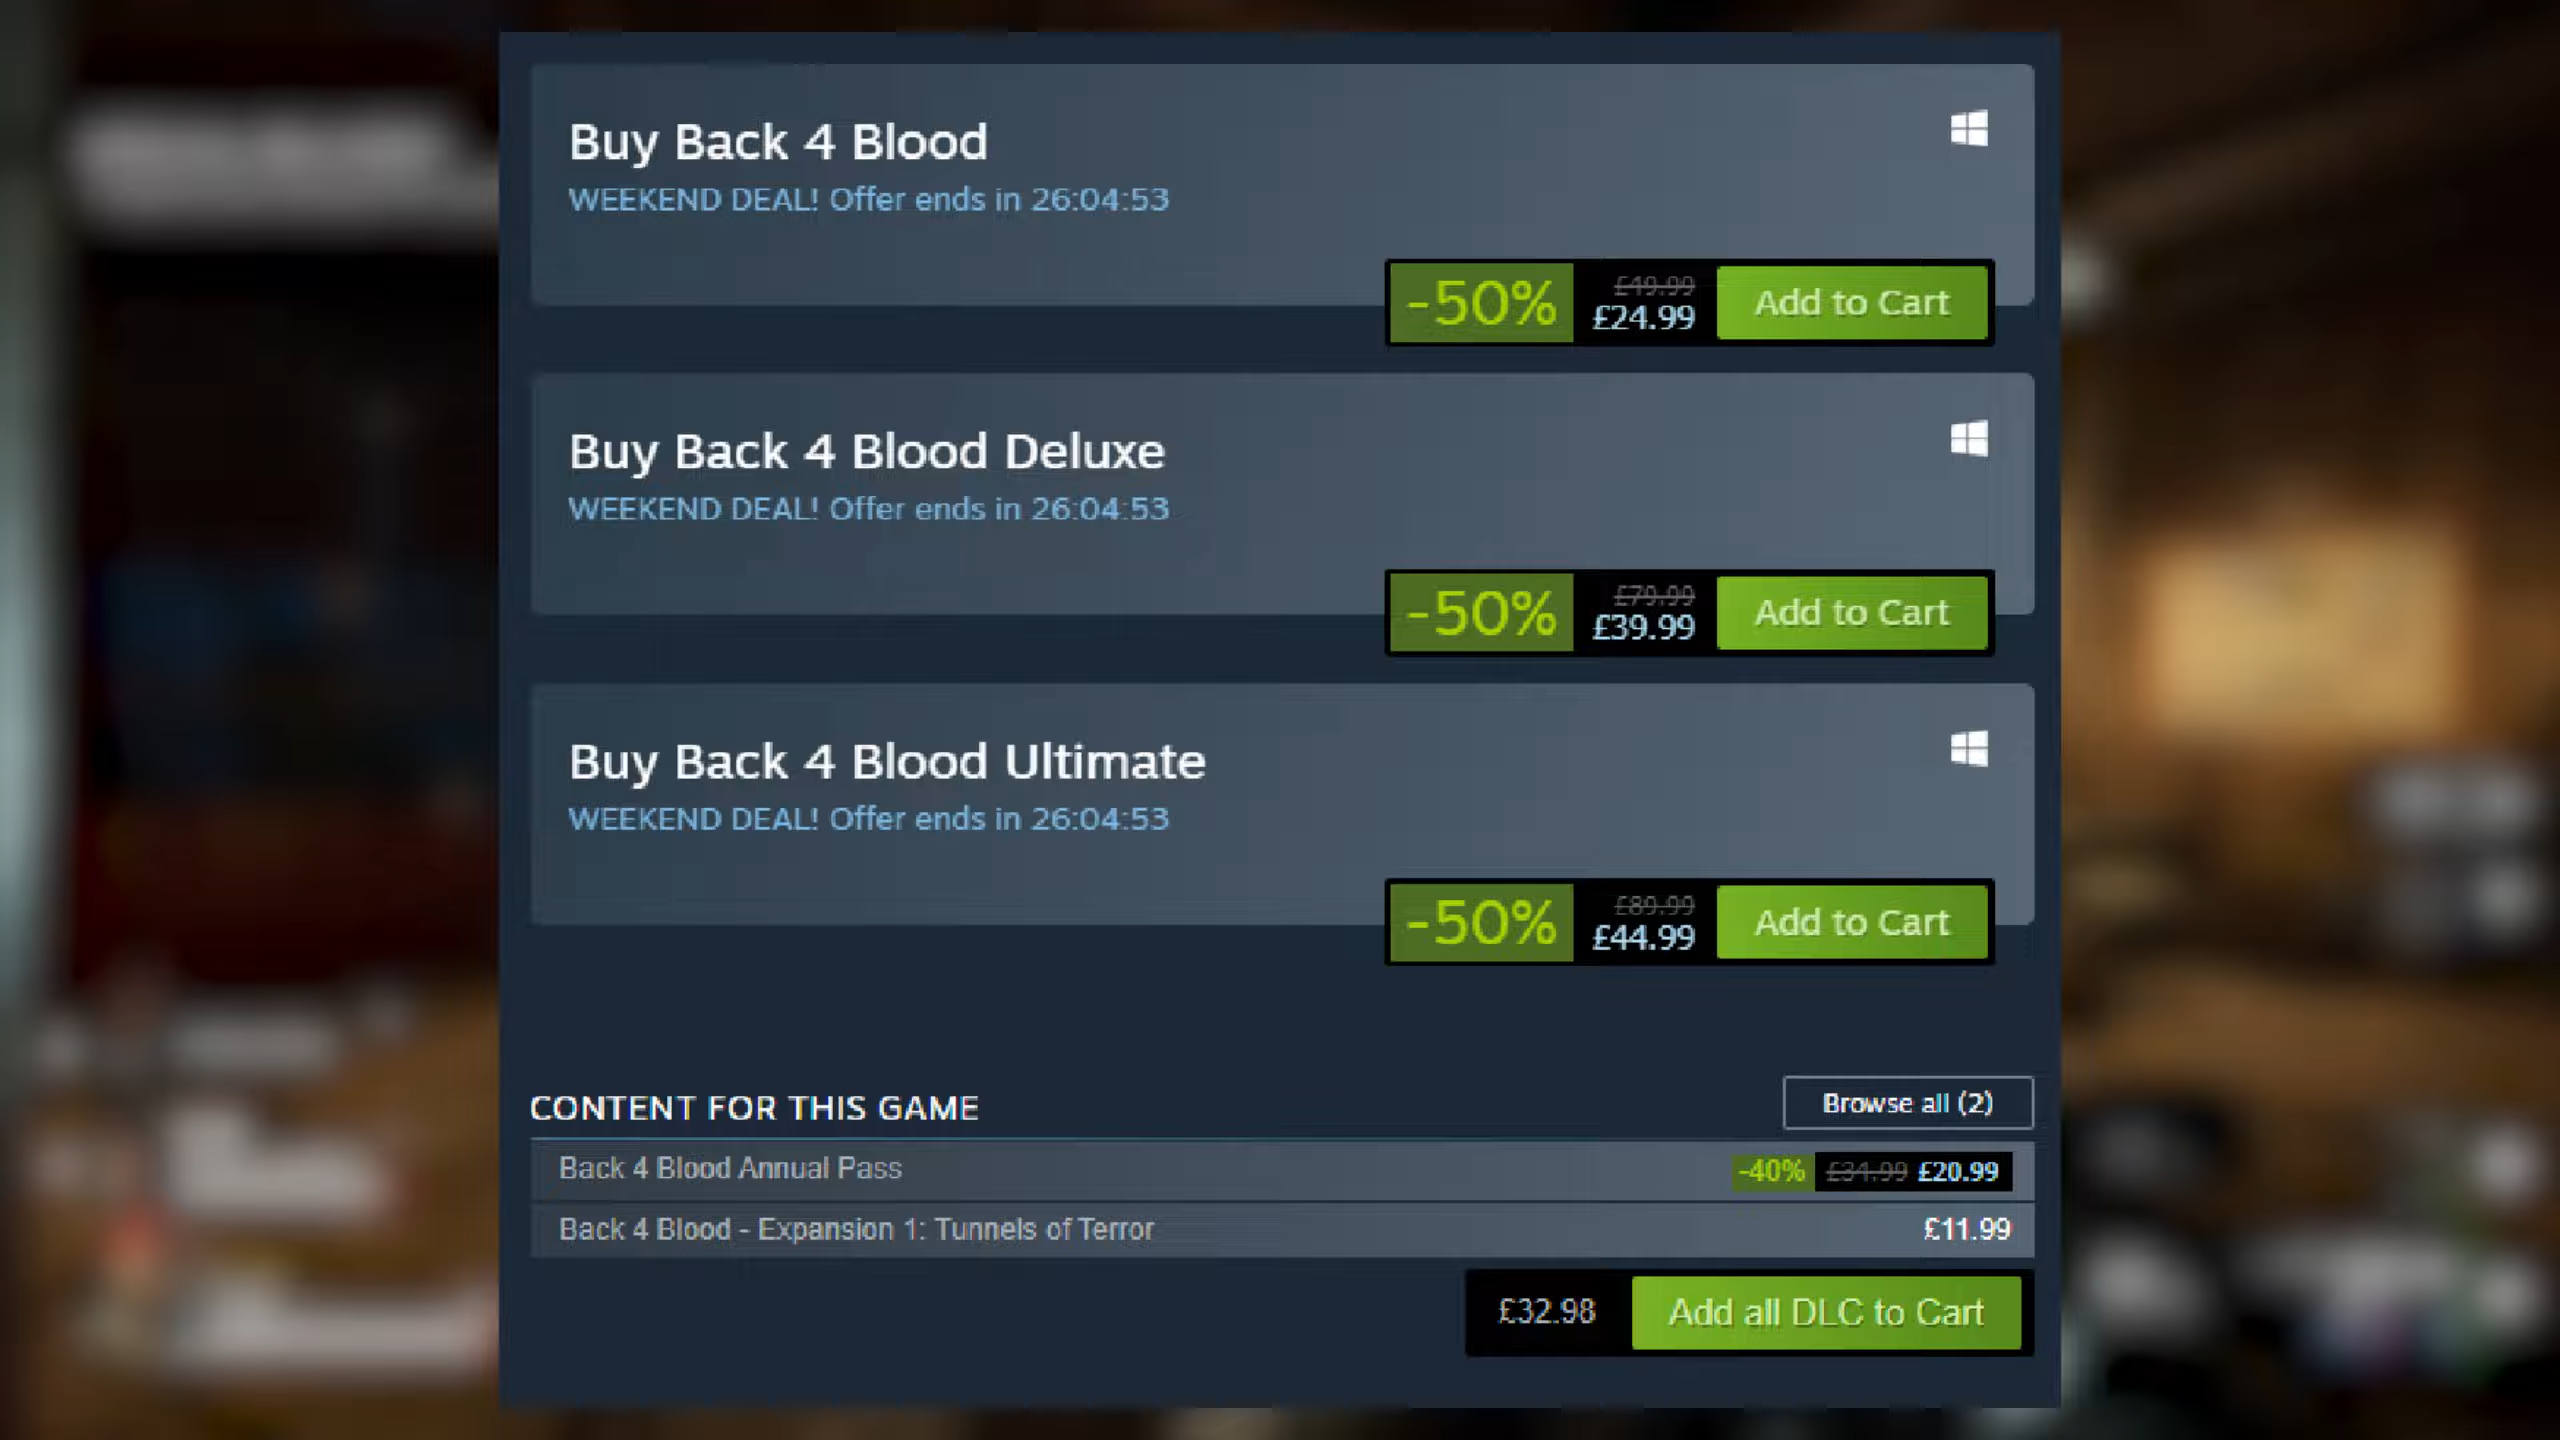 Buy Back 4 Blood
WEEKEND DEAL! Offer ends in 26:04:53
-50%
£49.99
£24.99
Add to Cart
Buy Back 4 Blood Deluxe
WEEKEND DEAL! Offer ends in 26:04:53
-50%
£79.99
£39.99
Add to Cart
Buy Back 4 Blood Ultimate
WEEKEND DEAL! Offer ends in 26:04:53
-50%
£89.99
£44.99
Add to Cart
CONTENT FOR THIS GAME
Browse all (2)
Back 4 Blood Annual Pass
-40% £34.99 £20.99
Back 4 Blood - Expansion 1: Tunnels of Terror
£11.99
£32.98
Add all DLC to Cart